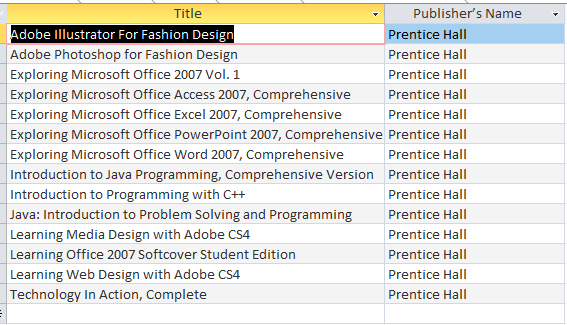 Title Publisher's Name
Adobe Illustrator For Fashion Design Prentice Hall
Adobe Photoshop for Fashion Design Prentice Hall
Exploring Microsoft Office 2007 Vol. 1 Prentice Hall
Exploring Microsoft Office Access 2007, Comprehensive Prentice Hall
Exploring Microsoft Office Excel 2007, Comprehensive Prentice Hall
Exploring Microsoft Office PowerPoint 2007, Comprehensive Prentice Hall
Exploring Microsoft Office Word 2007, Comprehensive Prentice Hall
Introduction to Java Programming, Comprehensive Version Prentice Hall
Introduction to Programming with C++ Prentice Hall
Java: Introduction to Problem Solving and Programming Prentice Hall
Learning Media Design with Adobe CS4 Prentice Hall
Learning Office 2007 Softcover Student Edition Prentice Hall
Learning Web Design with Adobe CS4 Prentice Hall
Technology In Action, Complete Prentice Hall